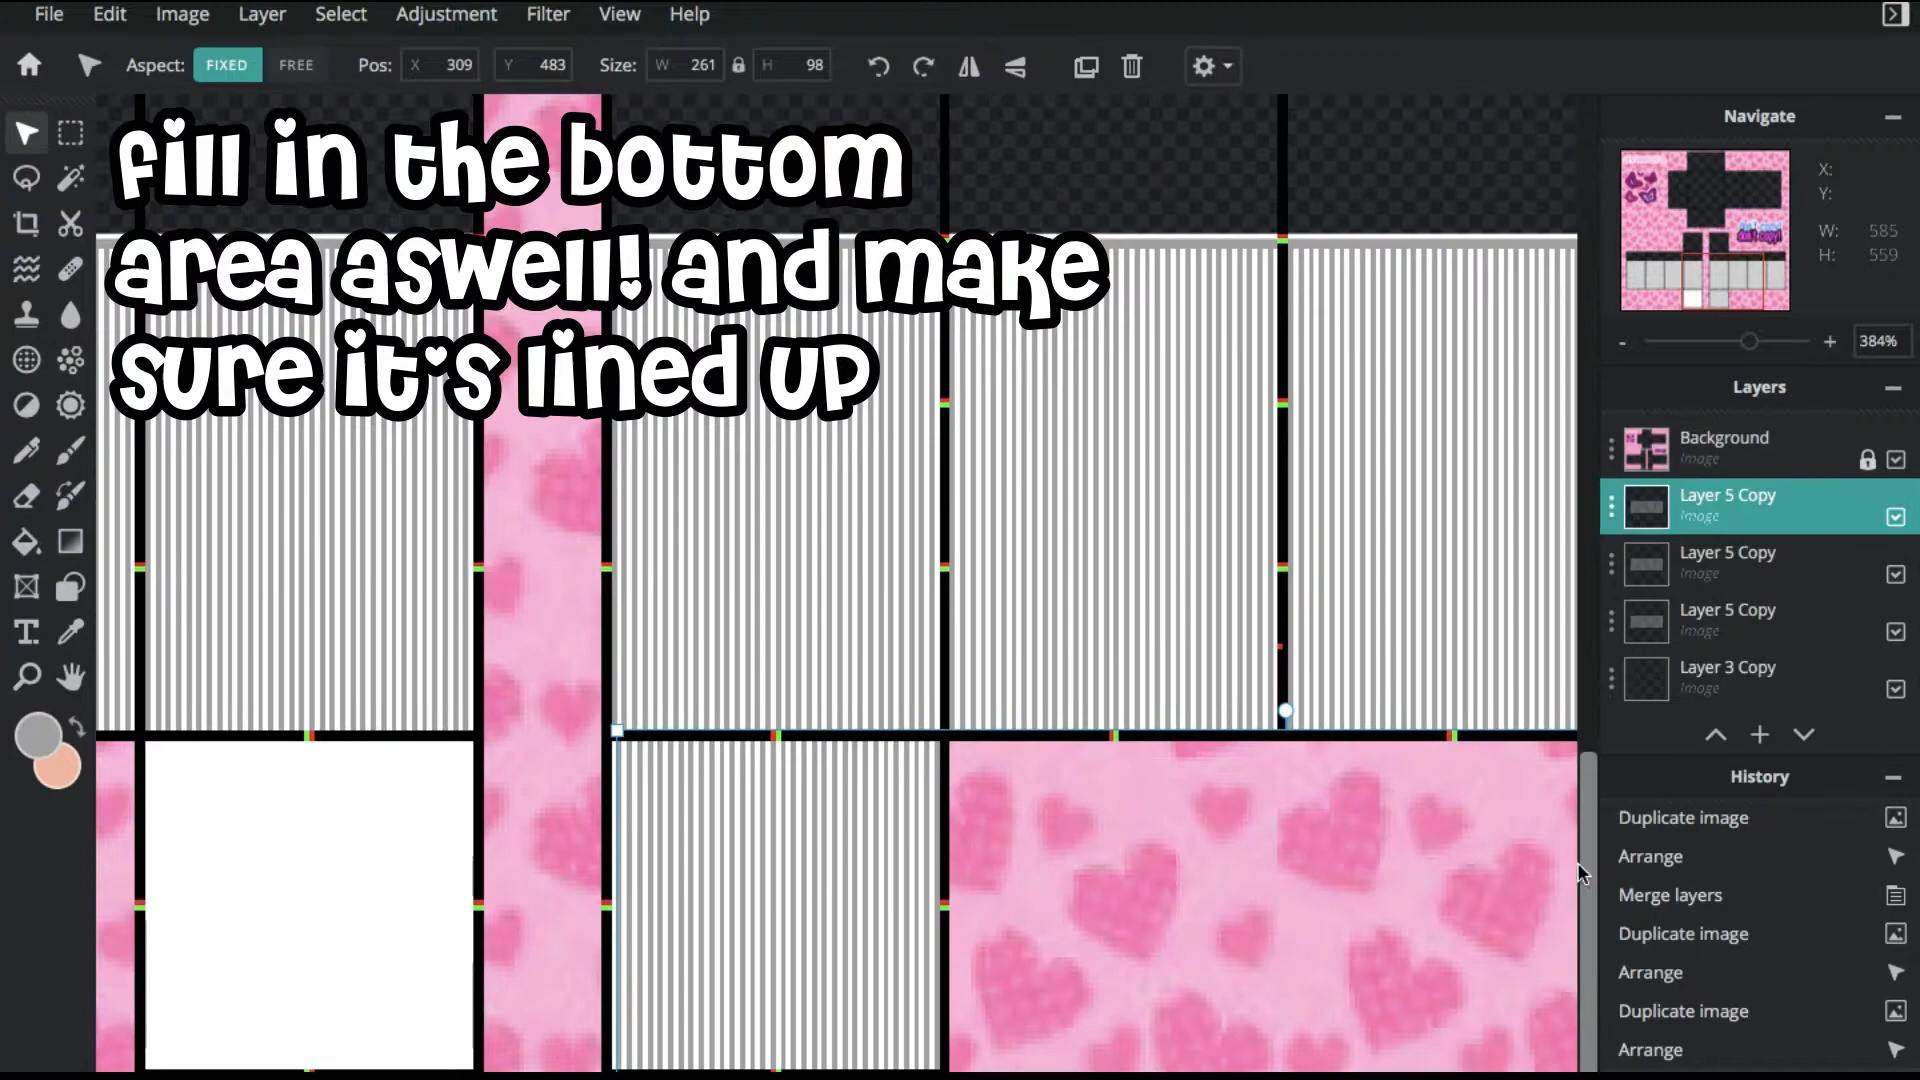 File Edit Image Layer Select Adjustment Filter View Help
Aspect: FIXED FREE Pos: X 309 Y 483 Size: W 261 H 98
fill in the bottom
area aswell! and make
sure it's lined up
Navigate
X:
Y:
W: 585
H: 559
- + 384%
Layers
Background
Image
Layer 5 Copy
Image
Layer 5 Copy
Image
Layer 5 Copy
Image
Layer 3 Copy
Image
History
Duplicate image
Arrange
Merge layers
Duplicate image
Arrange
Duplicate image
Arrange